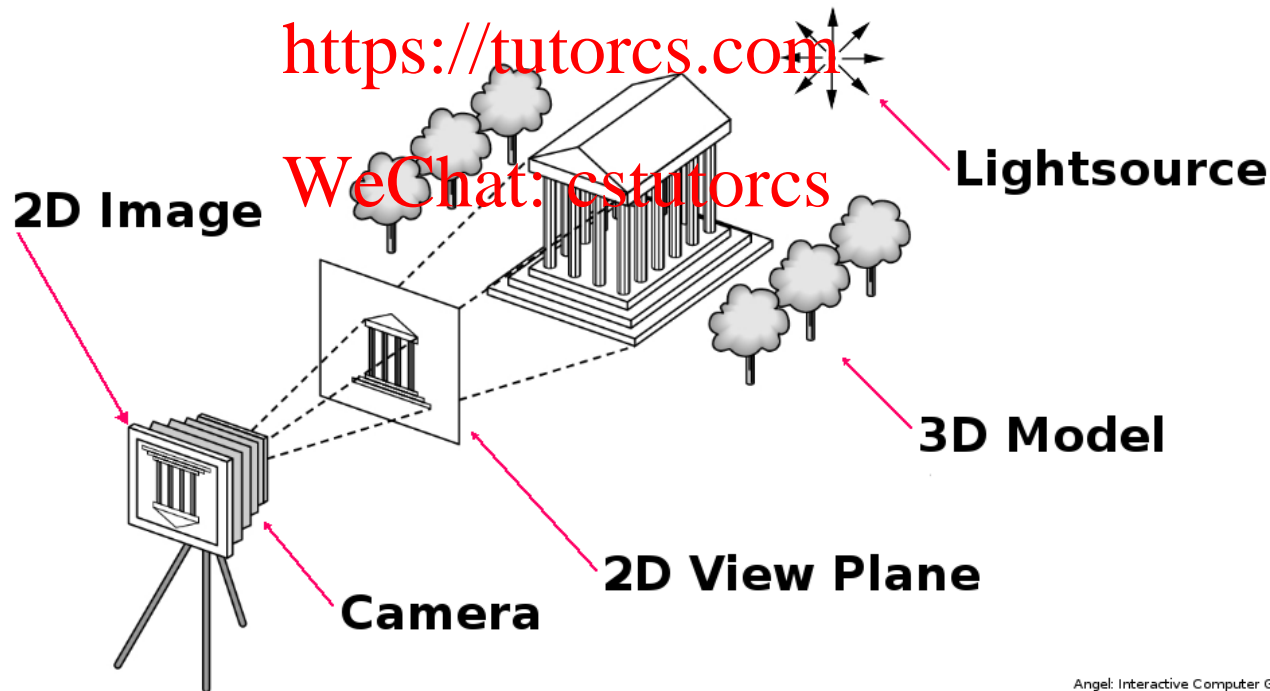 https://tutorcs.com
Lightsource
WeChat: cstutorcs
2D Image
3D Model
2D View Plane
Camera
Angel: Interactive Computer G